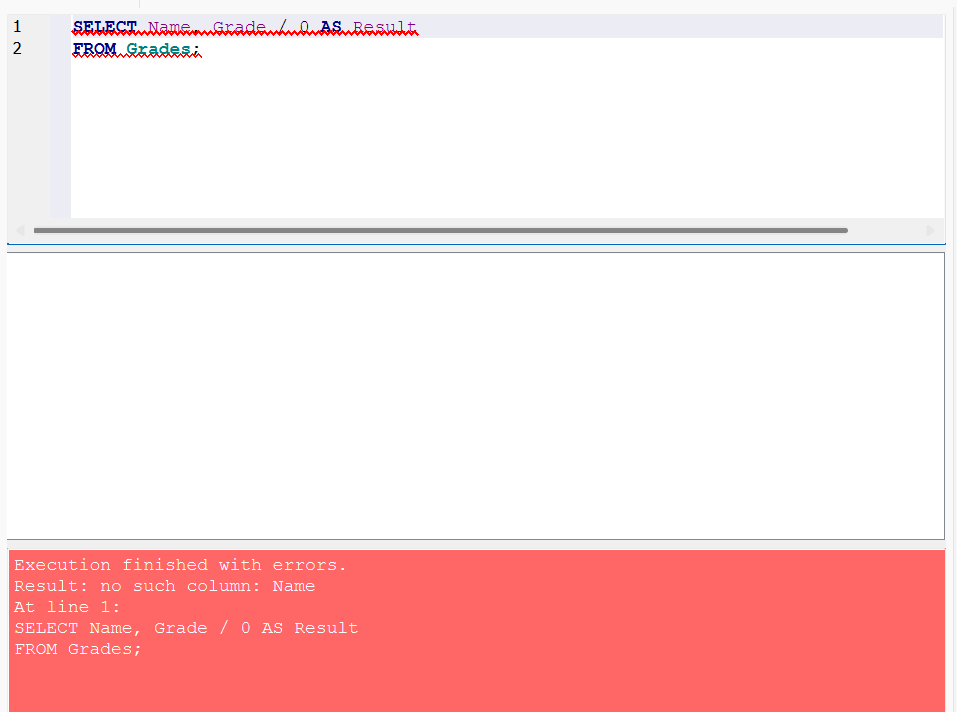 1 SELECT Name, Grade / 0 AS Result
2 FROM Grades;
Execution finished with errors.
Result: no such column: Name
At line 1:
SELECT Name, Grade / 0 AS Result
FROM Grades;